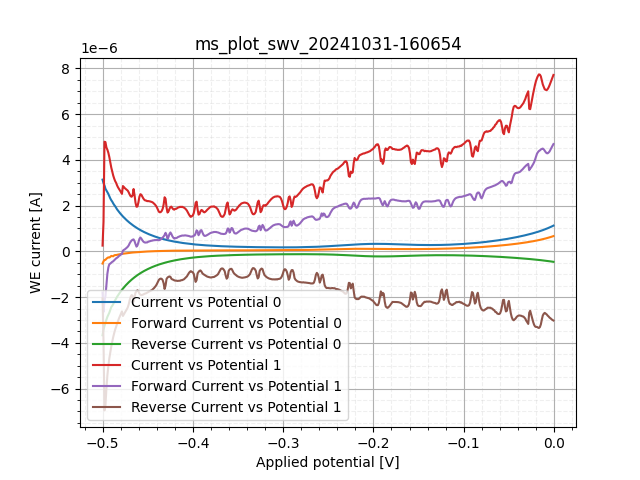 ms_plot_swv_20241031-160654
1e−6
8
6
4
2
0
−2
−4
−6
WE current [A]
Current vs Potential 0
Forward Current vs Potential 0
Reverse Current vs Potential 0
Current vs Potential 1
Forward Current vs Potential 1
Reverse Current vs Potential 1
−0.5 −0.4 −0.3 −0.2 −0.1 0.0
Applied potential [V]